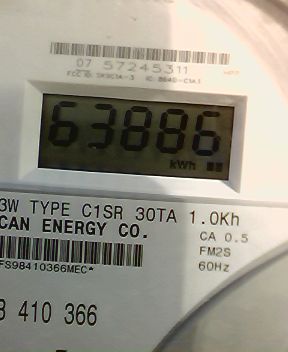 07 57245311
63886
kWh
3W TYPE C1SR 30TA 1.0Kh
CAN ENERGY CO.
CA 0.5
FM2S
60Hz
FS98410366MEC*
410 366